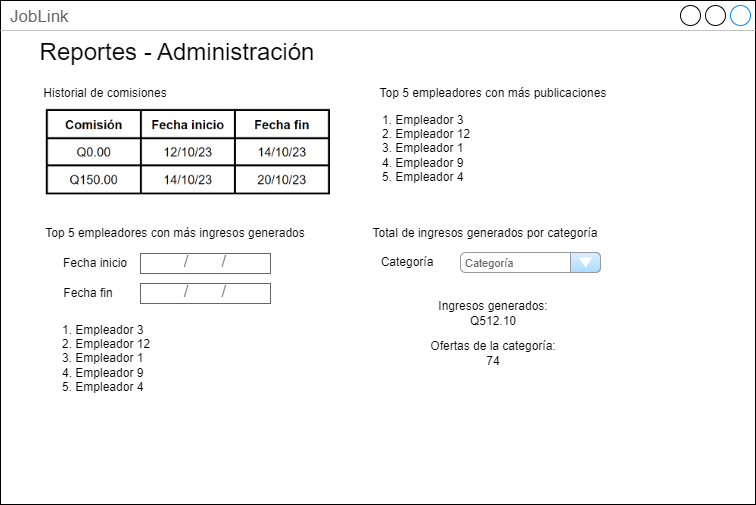 JobLink
Reportes - Administración
Historial de comisiones
Comisión Fecha inicio Fecha fin
Q0.00 12/10/23 14/10/23
Q150.00 14/10/23 20/10/23
Top 5 empleadores con más publicaciones
1. Empleador 3
2. Empleador 12
3. Empleador 1
4. Empleador 9
5. Empleador 4
Top 5 empleadores con más ingresos generados
Fecha inicio / /
Fecha fin / /
1. Empleador 3
2. Empleador 12
3. Empleador 1
4. Empleador 9
5. Empleador 4
Total de ingresos generados por categoría
Categoría Categoría
Ingresos generados:
Q512.10
Ofertas de la categoría:
74